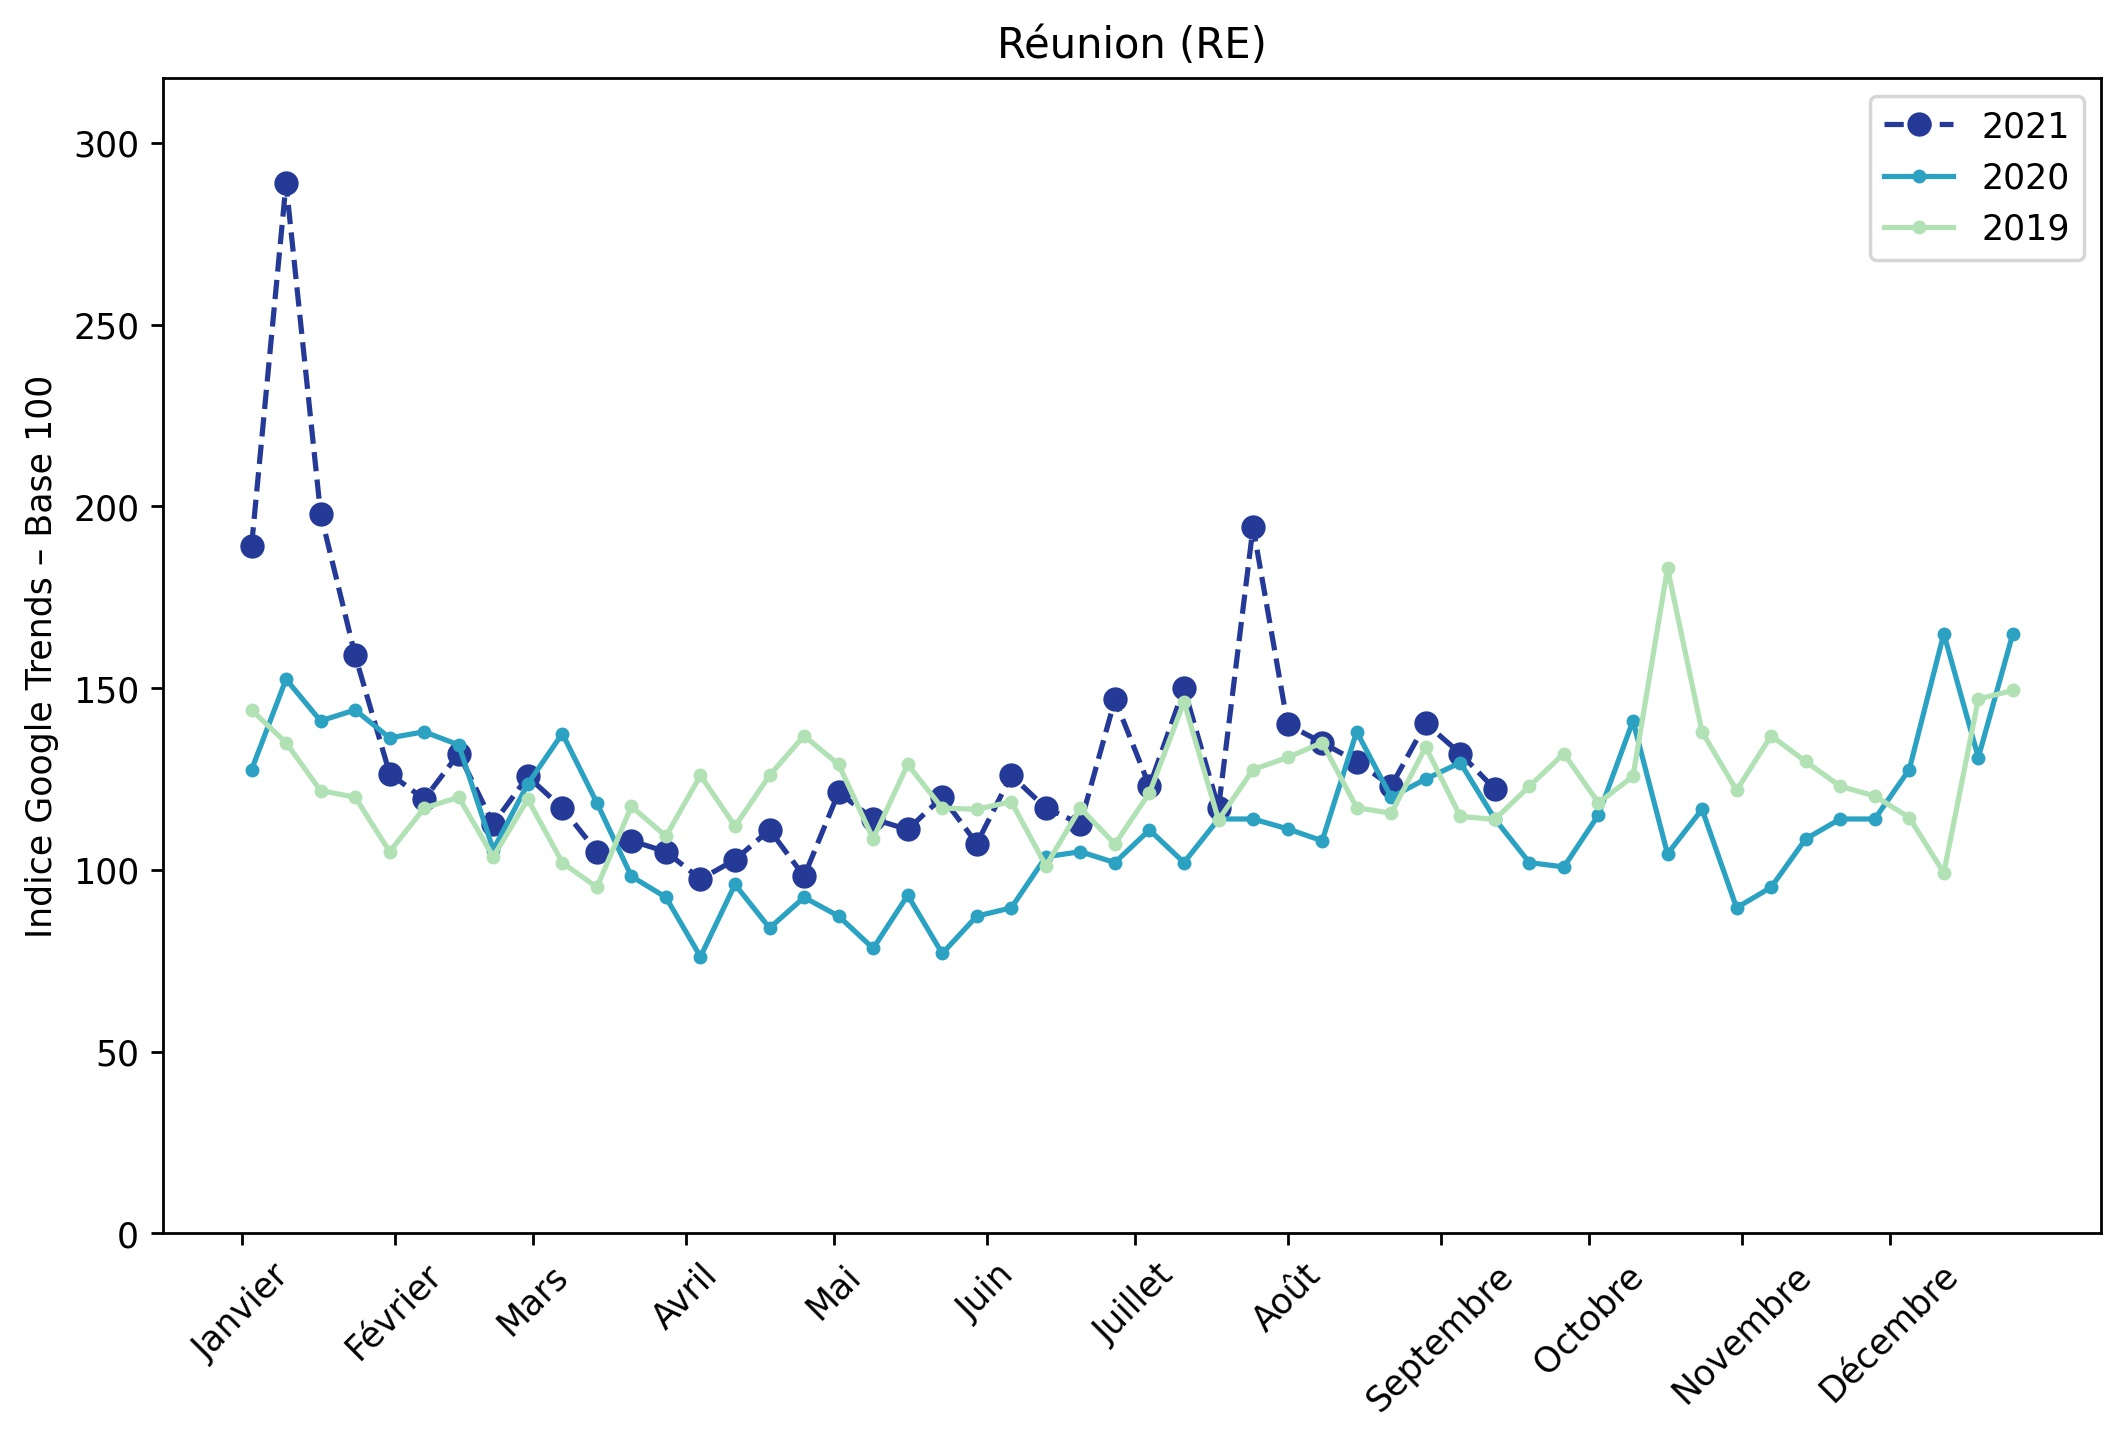 Réunion (RE)
2021
2020
2019
Indice Google Trends – Base 100
300
250
200
150
100
50
0
Janvier
Février
Mars
Avril
Mai
Juin
Juillet
Août
Septembre
Octobre
Novembre
Décembre